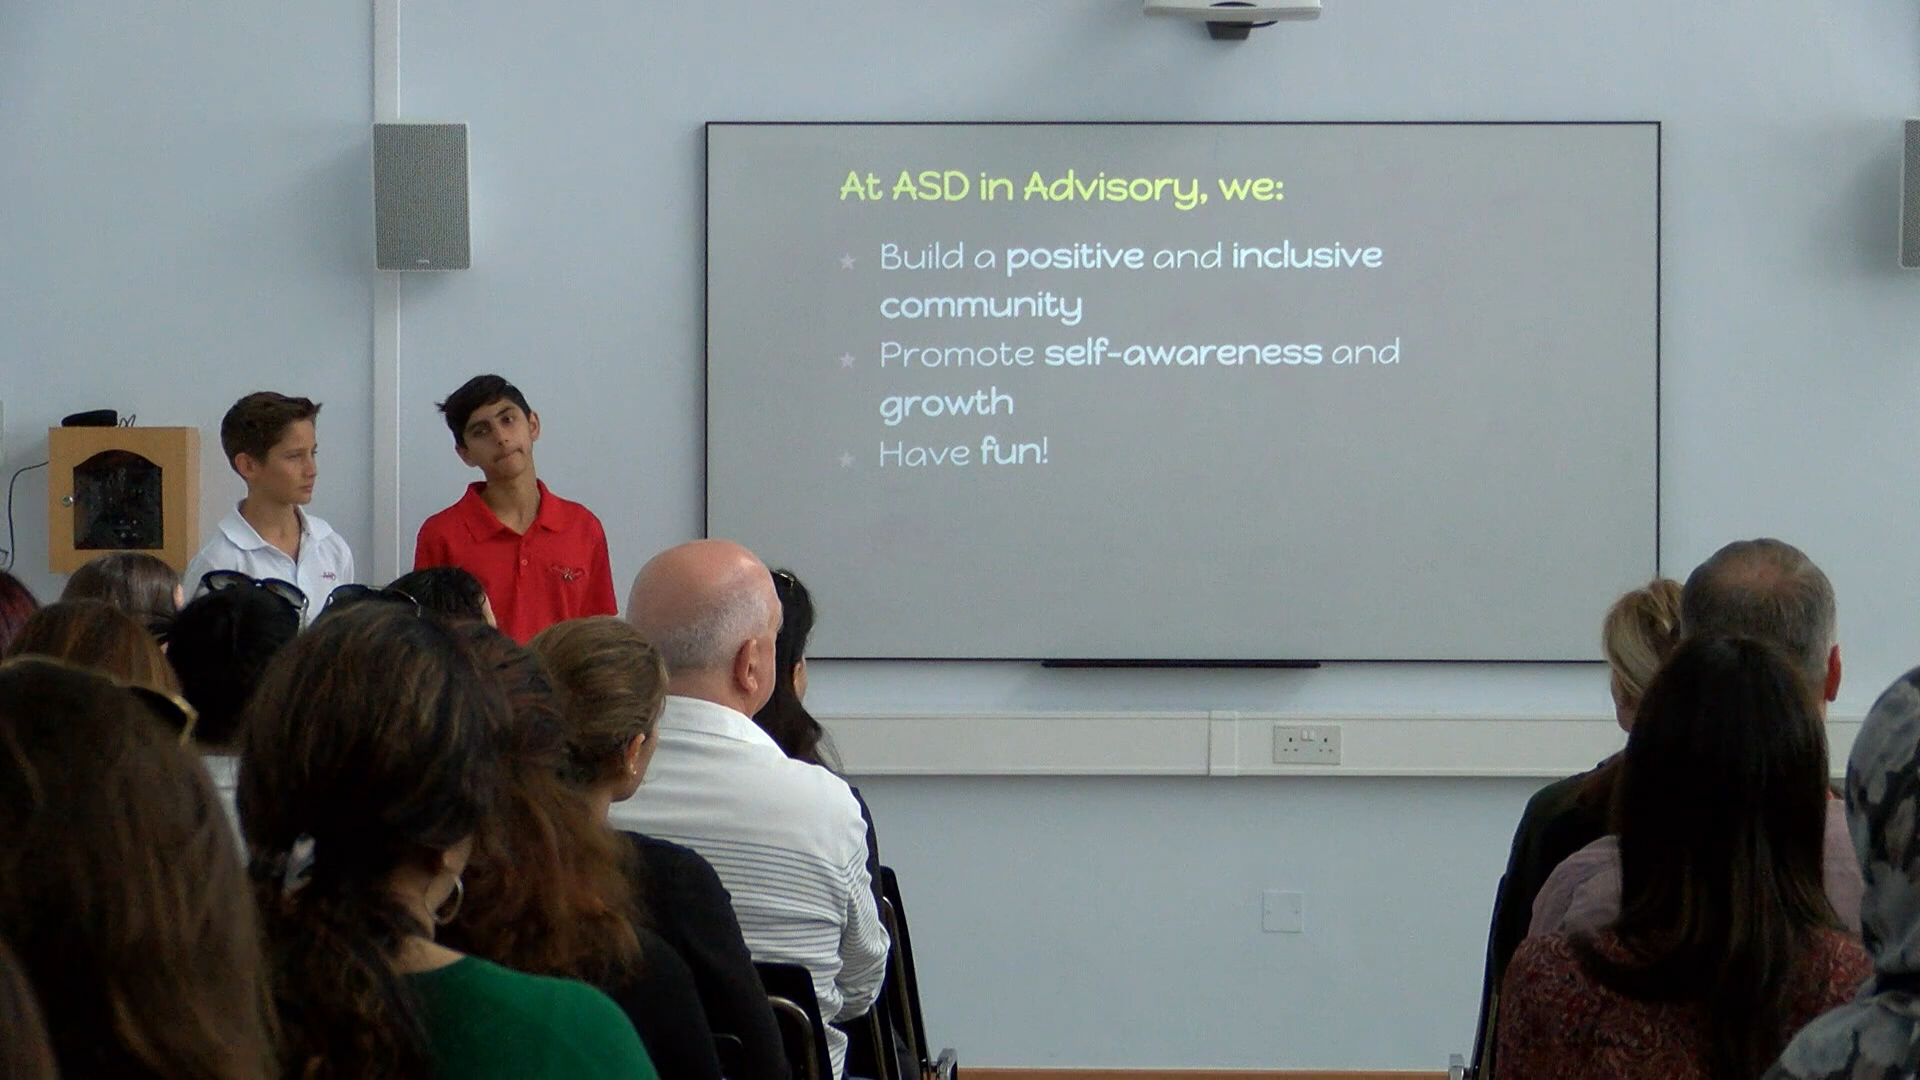 At ASD in Advisory, we:
★ Build a positive and inclusive
community
★ Promote self-awareness and
growth
★ Have fun!